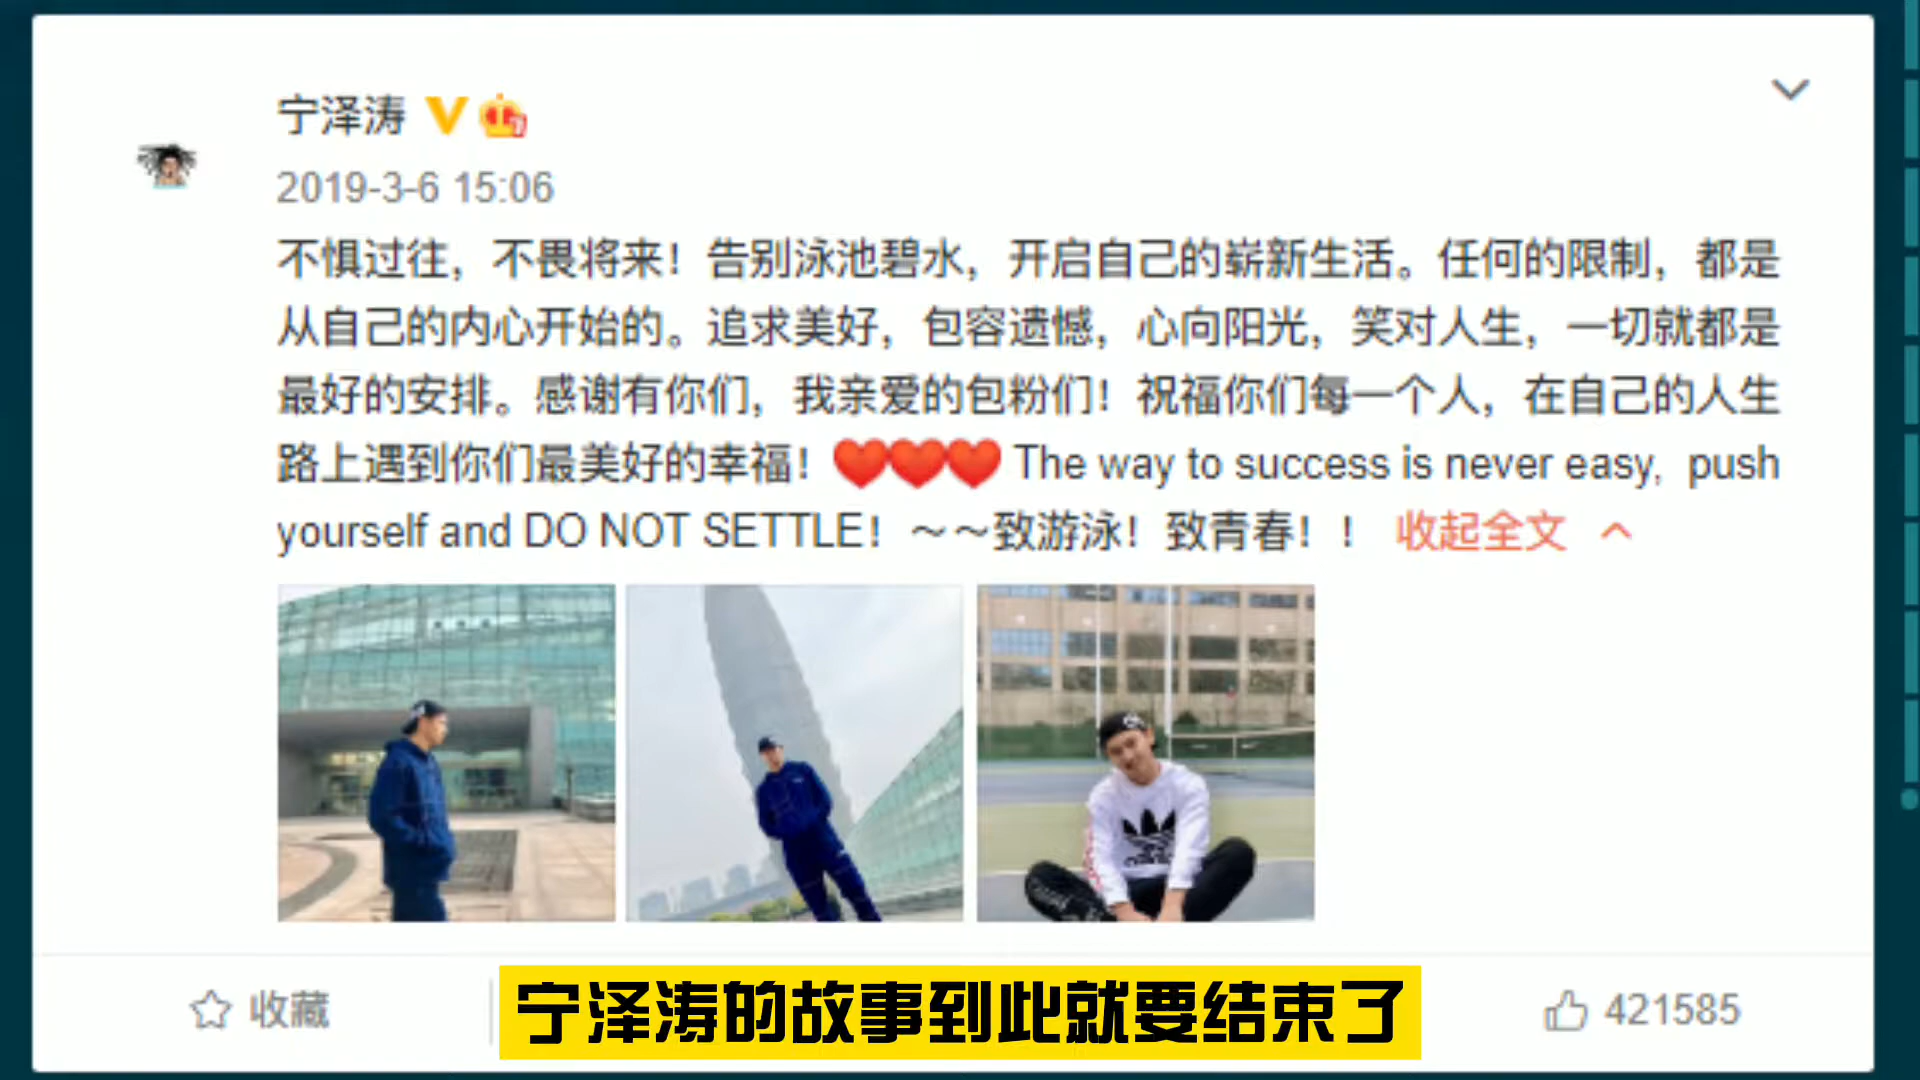 宁泽涛
2019-3-6 15:06
不惧过往，不畏将来！告别泳池碧水，开启自己的崭新生活。任何的限制，都是
从自己的内心开始的。追求美好，包容遗憾，心向阳光，笑对人生，一切就都是
最好的安排。感谢有你们，我亲爱的包粉们！祝福你们每一个人，在自己的人生
路上遇到你们最美好的幸福！❤❤❤ The way to success is never easy, push
yourself and DO NOT SETTLE！～～致游泳！致青春！！ 收起全文
收藏
宁泽涛的故事到此就要结束了
421585